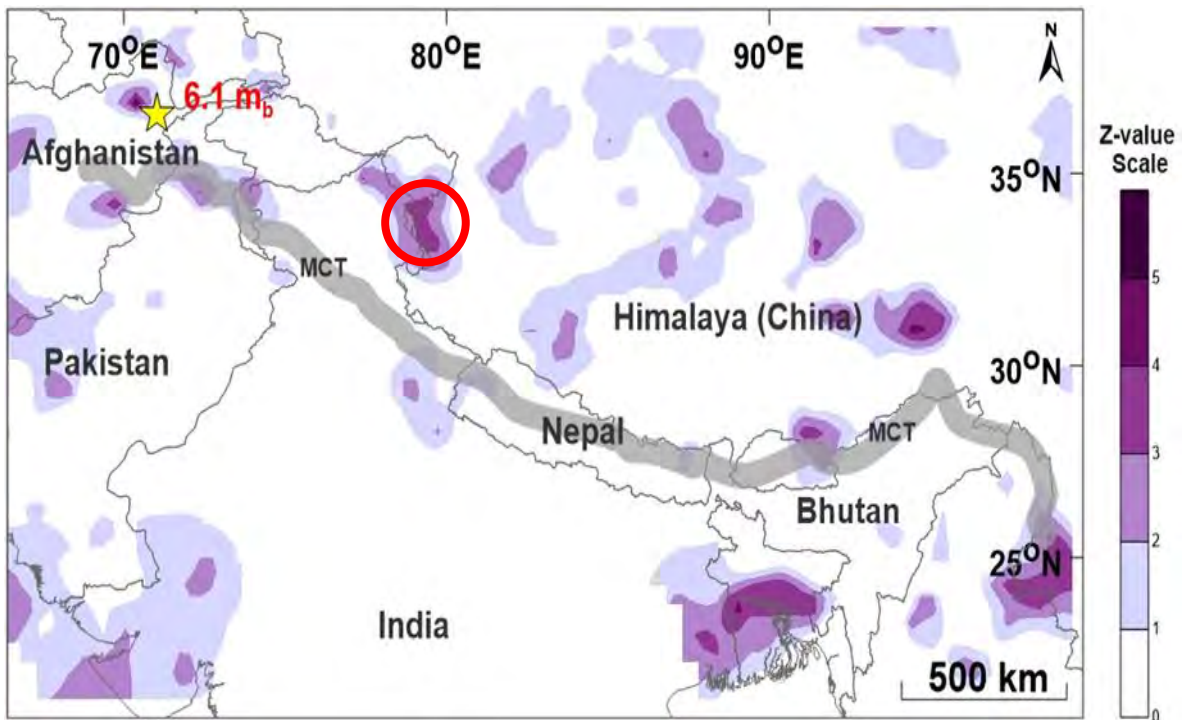 70°E
80°E
90°E
N
6.1 mb
Afghanistan
Z-value
Scale
35°N
MCT
5
Himalaya (China)
Pakistan
4
30°N
Nepal
MCT
3
Bhutan
2
25°N
India
1
500 km
0